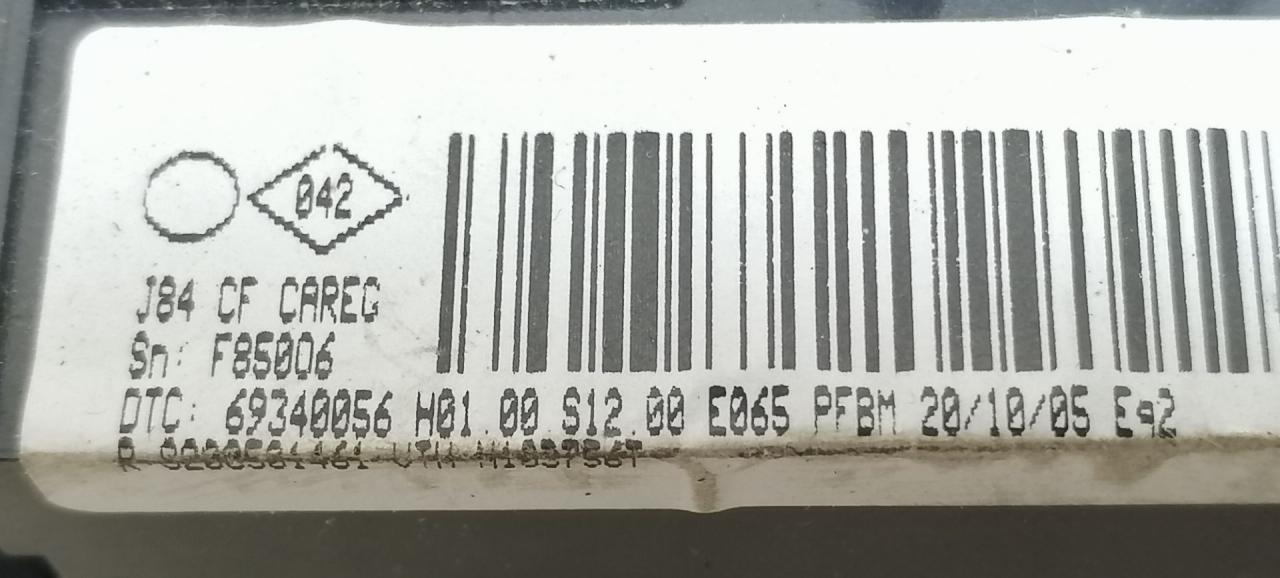 042
J84 CF CAREG
Sn: F85006
DTC: 69340056 H01.00 S12.00 E065 PFBM 20/10/05 Eq2
R